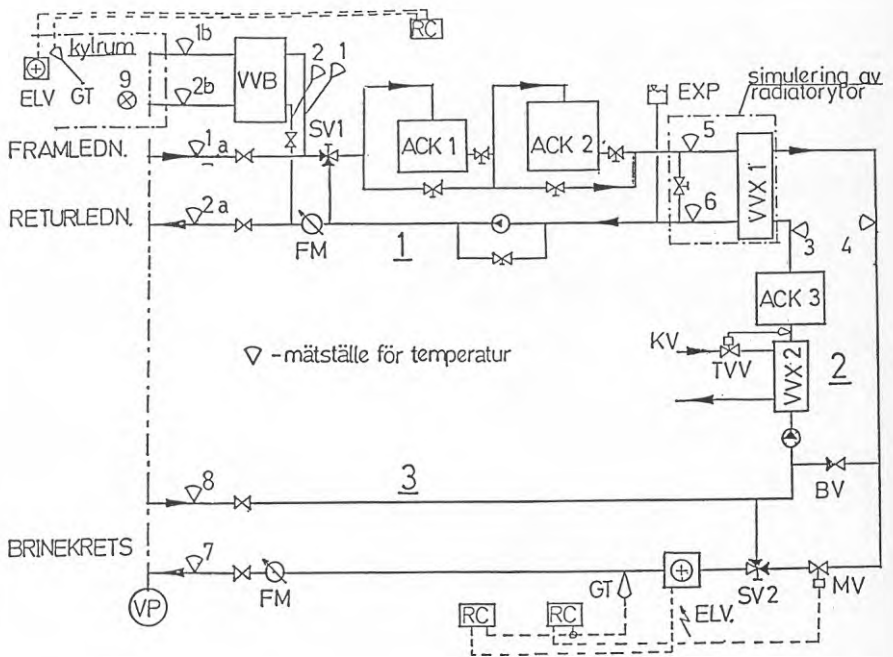 RC
kylrum
1b
VVB
2 1
ELV GT 9
2b
SV1
EXP
simulering av
radiatorytor
ACK 1
ACK 2
5
FRAMLEDN.
1a
VVX 1
RETURLEDN.
2a
FM
1
6
3
4
ACK 3
▽ -mätställe för temperatur
KV
TVV
VVX 2
2
8
3
BV
BRINEKRETS
7
VP
FM
GT
SV2
MV
RC
RC
ELV.